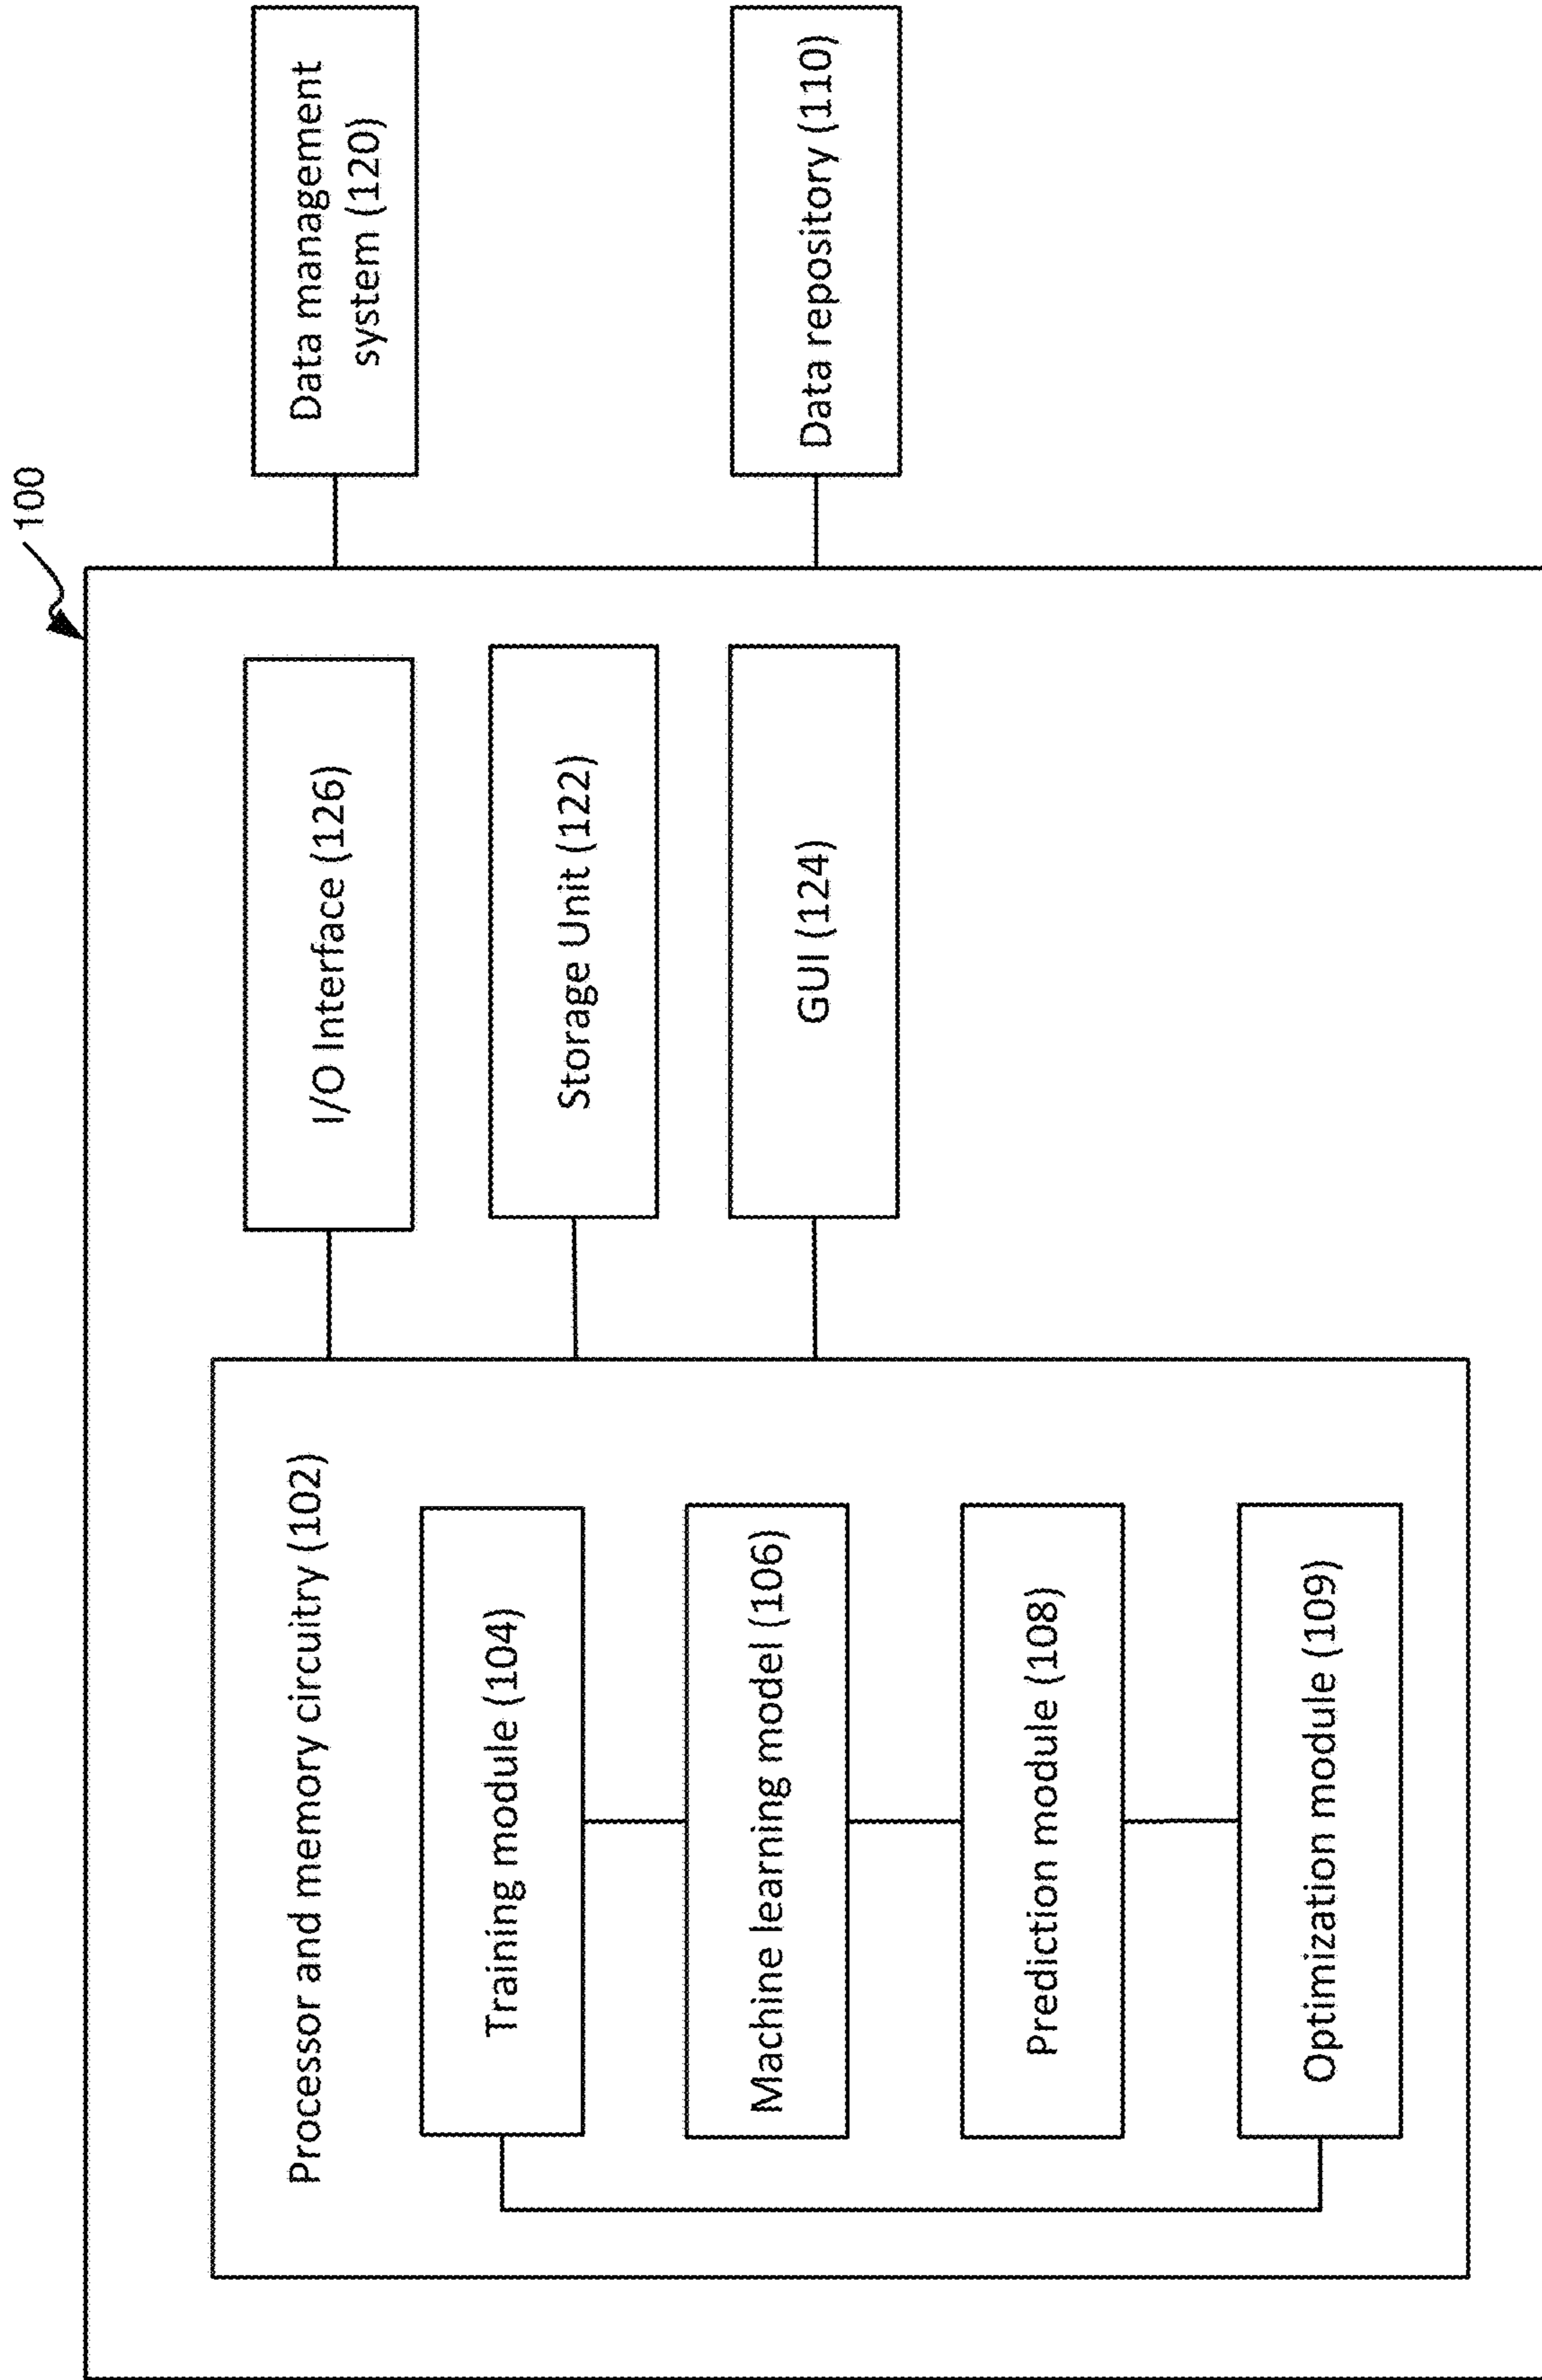 100
Processor and memory circuitry (102)
Training module (104)
Machine learning model (106)
Prediction module (108)
Optimization module (109)
I/O Interface (126)
Storage Unit (122)
GUI (124)
Data management
system (120)
Data repository (110)